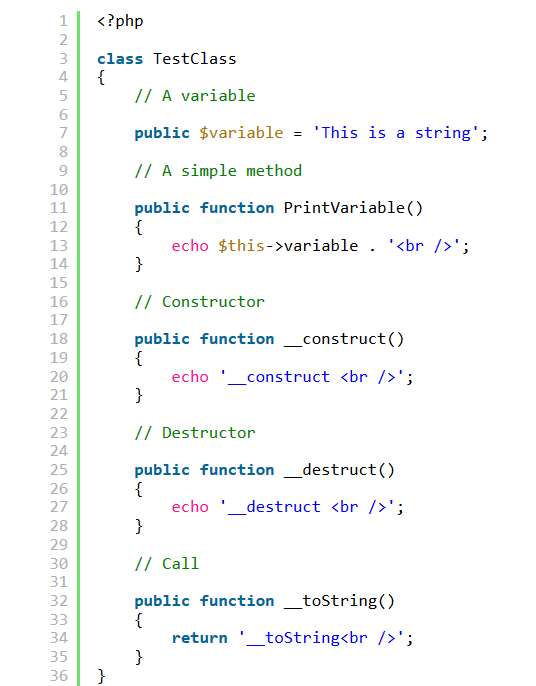 1 <?php
2
3 class TestClass
4 {
5     // A variable
6
7     public $variable = 'This is a string';
8
9     // A simple method
10
11     public function PrintVariable()
12     {
13         echo $this->variable . '<br />';
14     }
15
16     // Constructor
17
18     public function __construct()
19     {
20         echo '__construct <br />';
21     }
22
23     // Destructor
24
25     public function __destruct()
26     {
27         echo '__destruct <br />';
28     }
29
30     // Call
31
32     public function __toString()
33     {
34         return '__toString<br />';
35     }
36 }